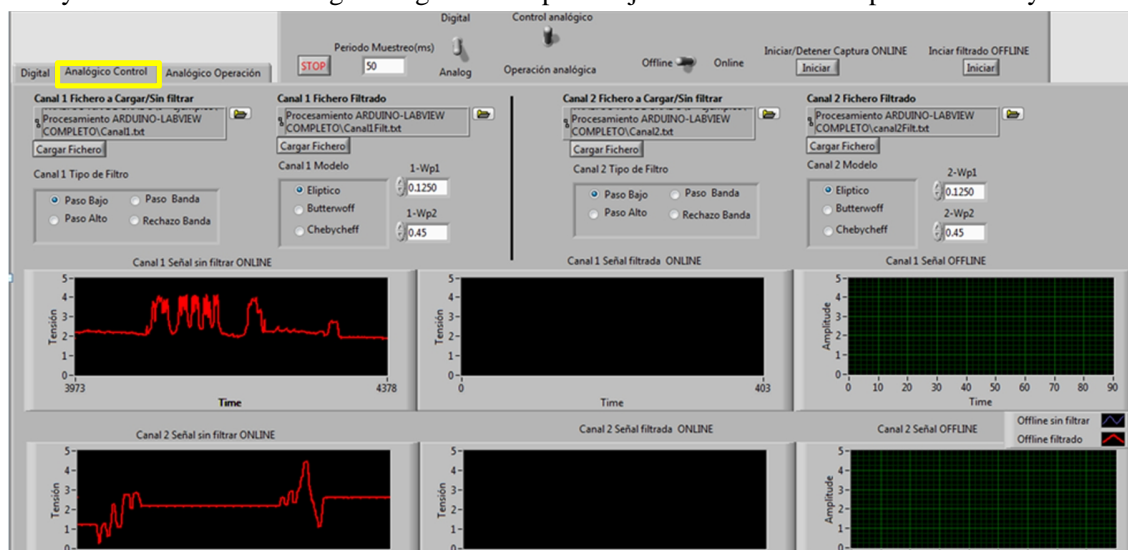 Digital
Control analógico
Periodo Muestreo(ms)
STOP
50
Analog
Operación analógica
Offline
Online
Iniciar/Detener Captura ONLINE
Iniciar
Inciar filtrado OFFLINE
Iniciar
Digital
Analógico Control
Analógico Operación
Canal 1 Fichero a Cargar/Sin filtrar
Procesamiento ARDUINO-LABVIEW
COMPLETO\Canal1.txt
Cargar Fichero
Canal 1 Tipo de Filtro
Paso Bajo
Paso Banda
Paso Alto
Rechazo Banda
Canal 1 Fichero Filtrado
Procesamiento ARDUINO-LABVIEW
COMPLETO\Canal1Filt.txt
Cargar Fichero
Canal 1 Modelo
Eliptico
Butterwoff
Chebycheff
1-Wp1
0.1250
1-Wp2
0.45
Canal 2 Fichero a Cargar/Sin filtrar
Procesamiento ARDUINO-LABVIEW
COMPLETO\Canal2.txt
Cargar Fichero
Canal 2 Tipo de Filtro
Paso Bajo
Paso Banda
Paso Alto
Rechazo Banda
Canal 2 Fichero Filtrado
Procesamiento ARDUINO-LABVIEW
COMPLETO\canal2Filt.txt
Cargar Fichero
Canal 2 Modelo
Eliptico
Butterwoff
Chebycheff
2-Wp1
0.1250
2-Wp2
0.45
Canal 1 Señal sin filtrar ONLINE
Tensión
5
4
3
2
1
0
3973
4378
Time
Canal 1 Señal filtrada ONLINE
Tensión
5
4
3
2
1
0
0
403
Time
Canal 1 Señal OFFLINE
Amplitude
5
4
3
2
1
0
0 10 20 30 40 50 60 70 80 90
Time
Offline sin filtrar
Offline filtrado
Canal 2 Señal sin filtrar ONLINE
Tensión
5
4
3
2
1
0
Canal 2 Señal filtrada ONLINE
Tensión
5
4
3
2
1
0
Canal 2 Señal OFFLINE
Amplitude
5
4
3
2
1
0